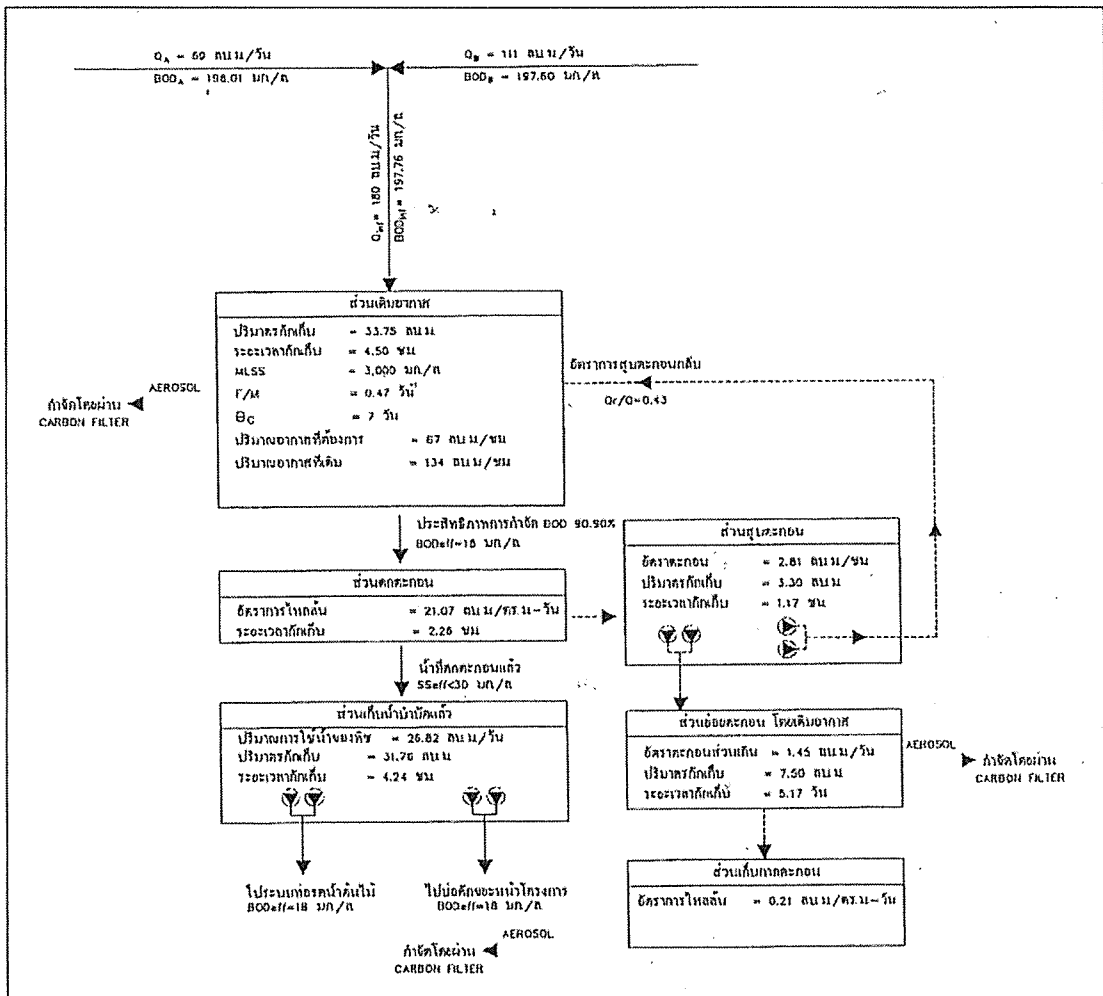 Q_A = 69 ลบ.ม/วัน
BOD_A = 198.01 มก/ล
Q_B = 111 ลบ.ม/วัน
BOD_B = 197.60 มก/ล
Q_inf = 180 ลบ.ม/วัน
BOD_inf = 197.76 มก/ล
ส่วนเติมอากาศ
ปริมาตรกักเก็บ = 33.75 ลบ.ม
ระยะเวลากักเก็บ = 4.50 ชม
MLSS = 3,000 มก/ล
F/M = 0.47 วัน⁻¹
θc = 7 วัน
ปริมาณอากาศที่ต้องการ = 67 ลบ.ม/ชม
ปริมาณอากาศที่เติม = 134 ลบ.ม/ชม
AEROSOL
กำจัดโดยผ่าน
CARBON FILTER
อัตราการสูบตะกอนกลับ
Qr/Q=0.43
ประสิทธิภาพการกำจัด BOD 90.90%
BODeff=18 มก/ล
ส่วนตกตะกอน
อัตราการไหลล้น = 21.07 ลบ.ม/ตร.ม-วัน
ระยะเวลากักเก็บ = 2.26 ชม
ส่วนสูบตะกอน
อัตราตะกอน = 2.81 ลบ.ม/ชม
ปริมาตรกักเก็บ = 3.30 ลบ.ม
ระยะเวลากักเก็บ = 1.17 ชม
น้ำที่ตกตะกอนแล้ว
SSeff<30 มก/ล
ส่วนเก็บน้ำบำบัดแล้ว
ปริมาณการใช้น้ำของพืช = 26.82 ลบ.ม/วัน
ปริมาตรกักเก็บ = 31.76 ลบ.ม
ระยะเวลากักเก็บ = 4.24 ชม
ส่วนย่อยตะกอน โดยเติมอากาศ
อัตราตะกอนส่วนเกิน = 1.45 ลบ.ม/วัน
ปริมาตรกักเก็บ = 7.50 ลบ.ม
ระยะเวลากักเก็บ = 5.17 วัน
AEROSOL
กำจัดโดยผ่าน
CARBON FILTER
ไประบบท่อรดน้ำต้นไม้
BODeff=18 มก/ล
ไปบ่อดักขยะหน้าโครงการ
BODeff=18 มก/ล
AEROSOL
กำจัดโดยผ่าน
CARBON FILTER
ส่วนเก็บกากตะกอน
อัตราการไหลล้น = 0.21 ลบ.ม/ตร.ม-วัน